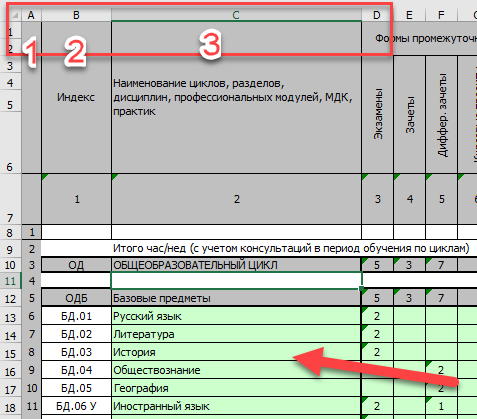 A B C D E F
1 2 3
1 Формы промежуточн
2
3
4 Наименование циклов, разделов,
5 Индекс дисциплин, профессиональных модулей, МДК,
практик
6 Экзамены Зачеты Диффер. зачеты
7 1 2 3 4 5 6
8 1
9 2 Итого час/нед (с учетом консультаций в период обучения по циклам)
10 3 ОД ОБЩЕОБРАЗОВАТЕЛЬНЫЙ ЦИКЛ 5 3 7
11 4
12 5 ОДБ Базовые предметы 5 3 7
13 6 БД.01 Русский язык 2
14 7 БД.02 Литература 2
15 8 БД.03 История 2
16 9 БД.04 Обществознание 2
17 10 БД.05 География 2
18 11 БД.06 У Иностранный язык 2 1